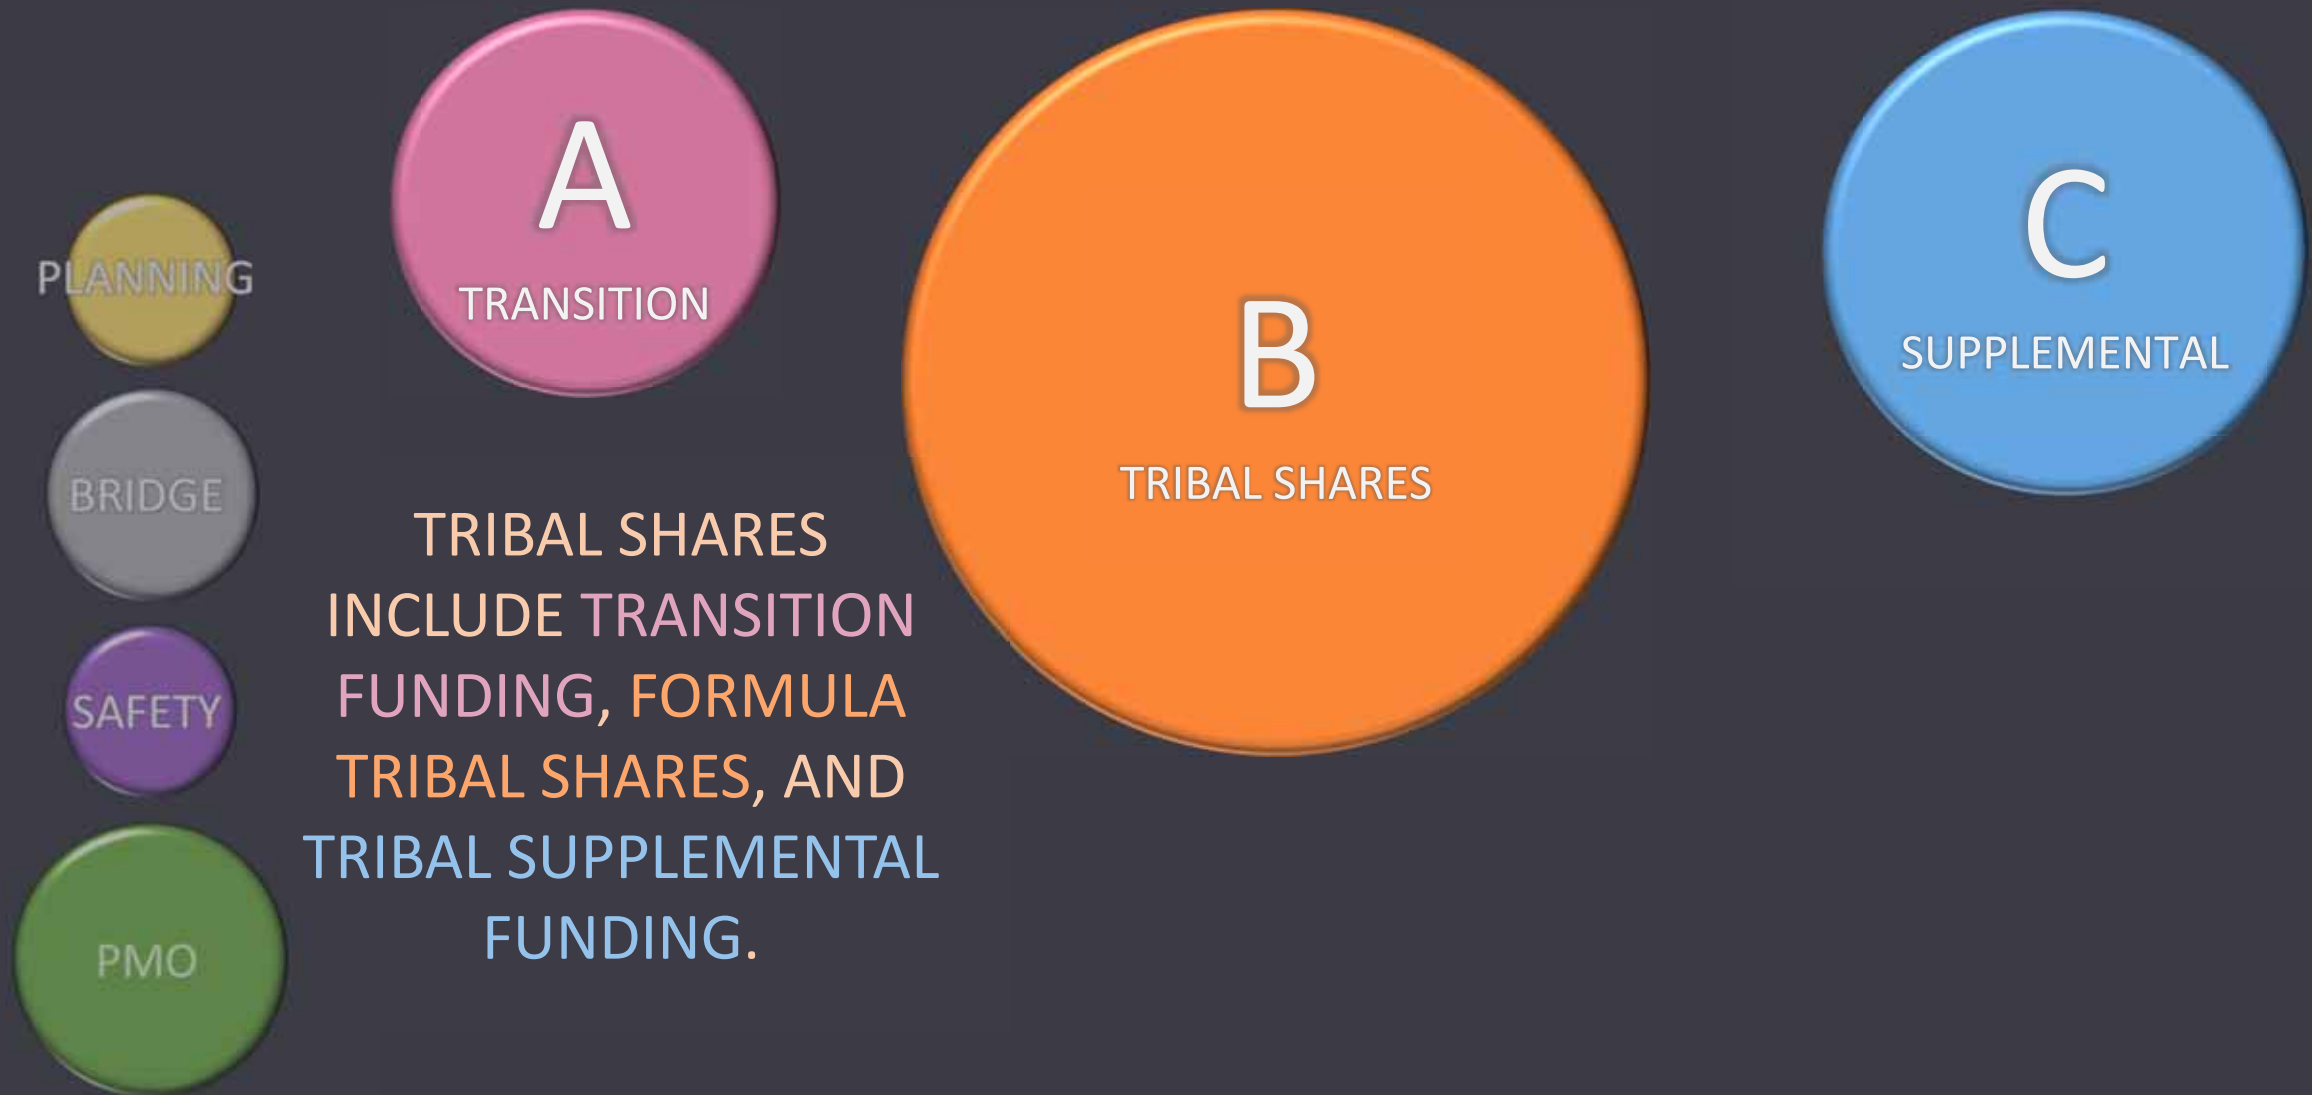 PLANNING
BRIDGE
SAFETY
PMO
A
TRANSITION
TRIBAL SHARES
INCLUDE TRANSITION
FUNDING, FORMULA
TRIBAL SHARES, AND
TRIBAL SUPPLEMENTAL
FUNDING.
B
TRIBAL SHARES
C
SUPPLEMENTAL